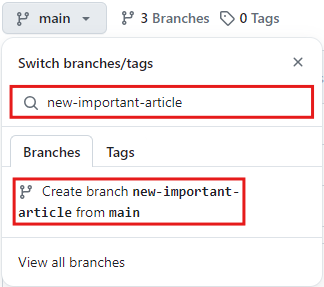 main 3 Branches 0 Tags
Switch branches/tags
new-important-article
Branches Tags
Create branch new-important-
article from main
View all branches